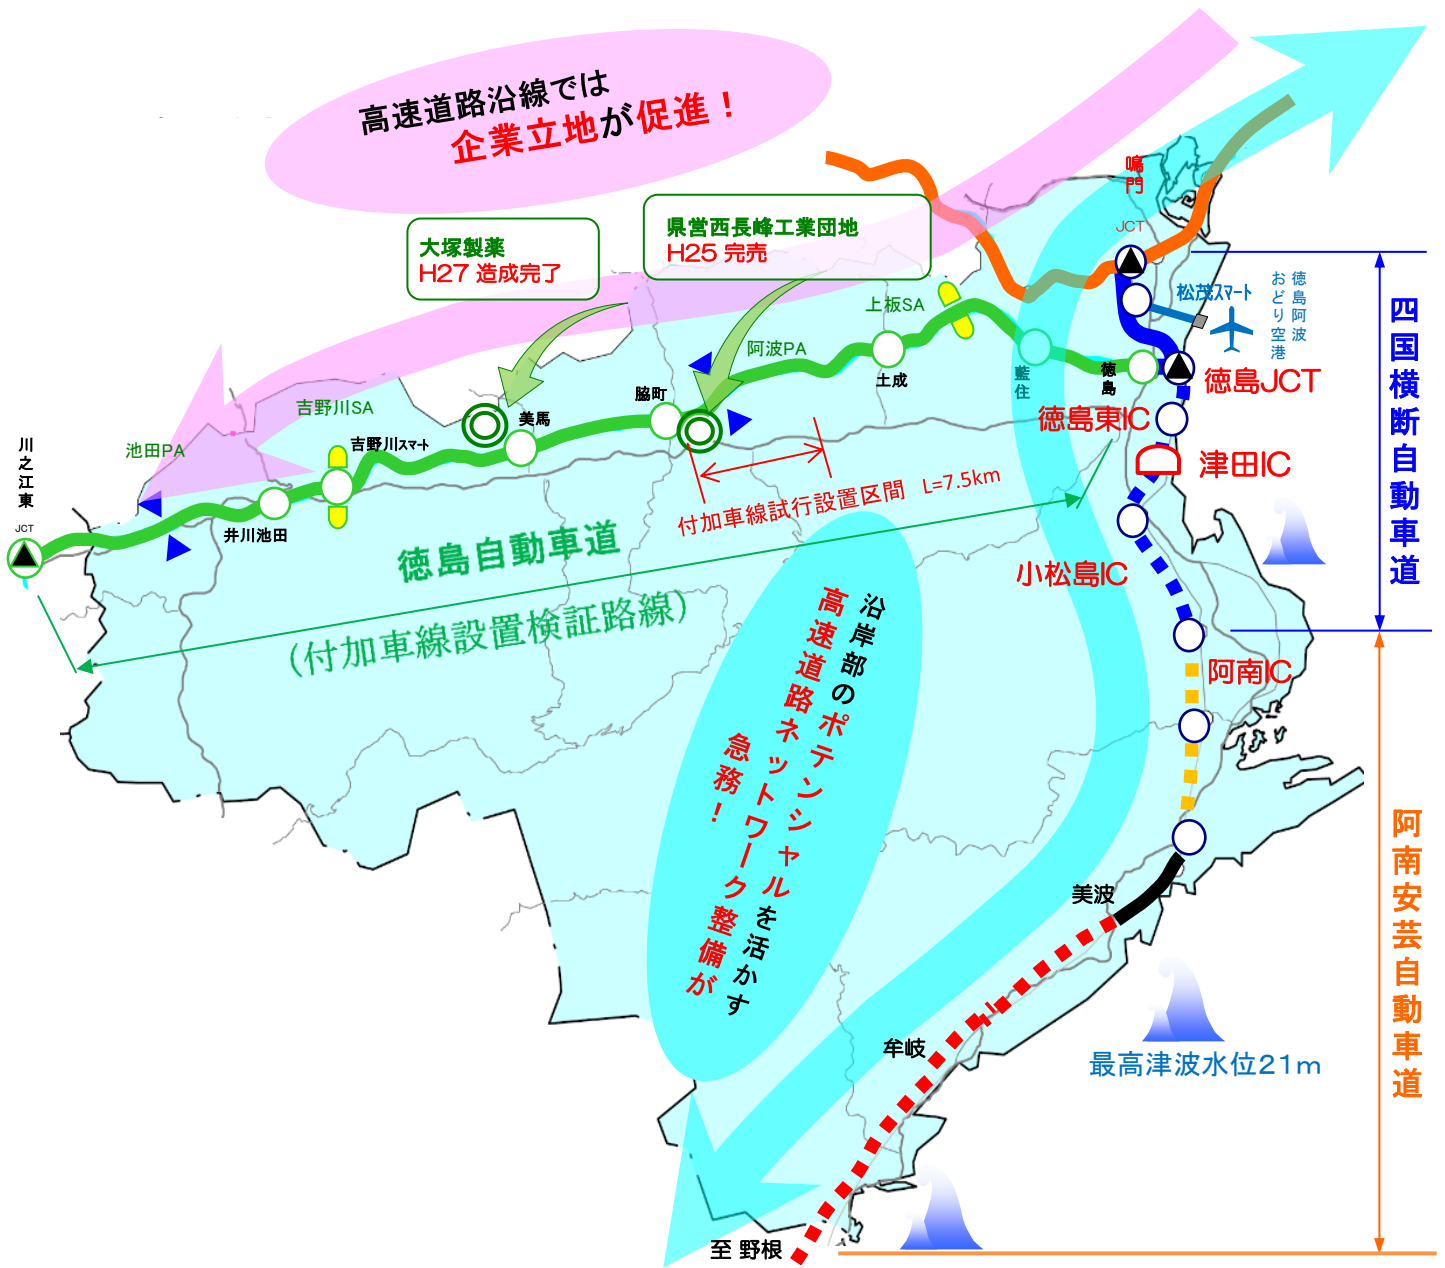 高速道路沿線では
企業立地が促進！
大塚製薬
H27 造成完了
県営西長峰工業団地
H25 完売
鳴門
JCT
松茂スマート
徳島阿波
おどり空港
四国横断自動車道
上板SA
阿波PA
土成
藍住
徳島
徳島JCT
徳島東IC
津田IC
脇町
美馬
吉野川SA
吉野川スマート
池田PA
川之江東
JCT
井川池田
付加車線試行設置区間　L=7.5km
徳島自動車道
（付加車線設置検証路線）
小松島IC
阿南IC
沿岸部のポテンシャルを活かす
高速道路ネットワーク整備が
急務！
阿南安芸自動車道
美波
牟岐
最高津波水位21m
至 野根